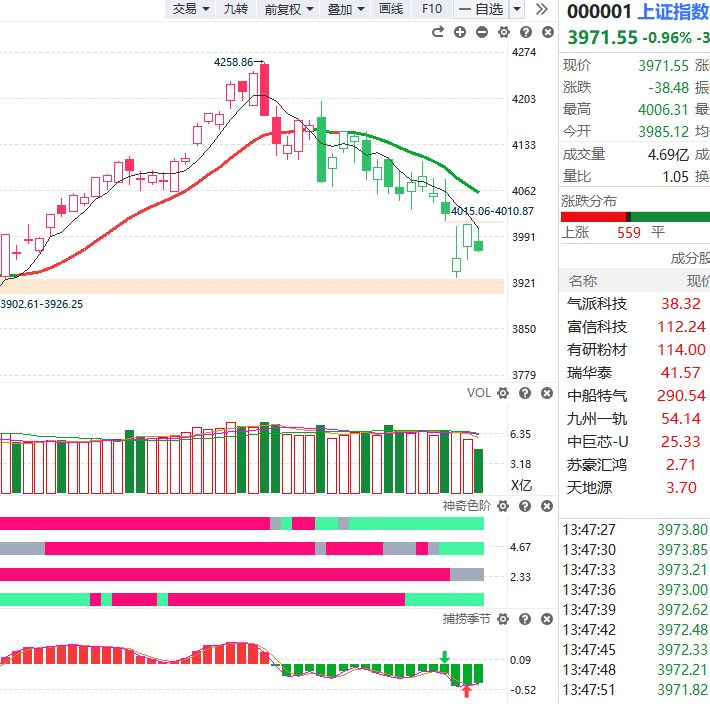 交易 九转 前复权 叠加 画线 F10 一 自选
000001 上证指数
3971.55 -0.96% -3
4258.86
4274
4203
4133
4062
4015.06-4010.87
3991
3921
3902.61-3926.25
3850
3779
现价 3971.55 涨
涨跌 -38.48 振
最高 4006.31 量
今开 3985.12 均
成交量 4.69亿 成
量比 1.05 换
涨跌分布
上涨 559 平
成分股
名称 现价
气派科技 38.32
富信科技 112.24
有研粉材 114.00
瑞华泰 41.57
中船特气 290.54
九州一轨 54.14
中巨芯-U 25.33
苏豪汇鸿 2.71
天地源 3.70
VOL
6.35
3.18
X亿
神奇色阶
4.67
2.33
捕捞季节
0.09
-0.52
13:47:27 3973.80
13:47:30 3973.85
13:47:33 3973.21
13:47:36 3973.00
13:47:39 3972.62
13:47:42 3972.48
13:47:45 3972.33
13:47:48 3972.21
13:47:51 3971.82